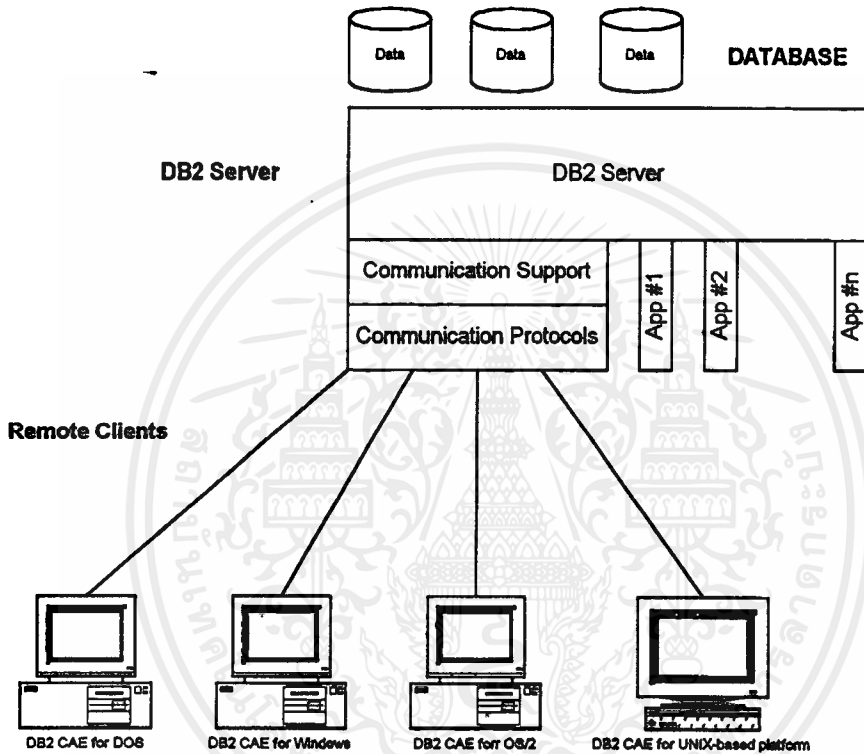 Data
Data
Data
DATABASE
DB2 Server
DB2 Server
Communication Support
Communication Protocols
App #1
App #2
App #n
Remote Clients
DB2 CAE for DOS
DB2 CAE for Windows
DB2 CAE forr OS/2
DB2 CAE for UNIX-based platform